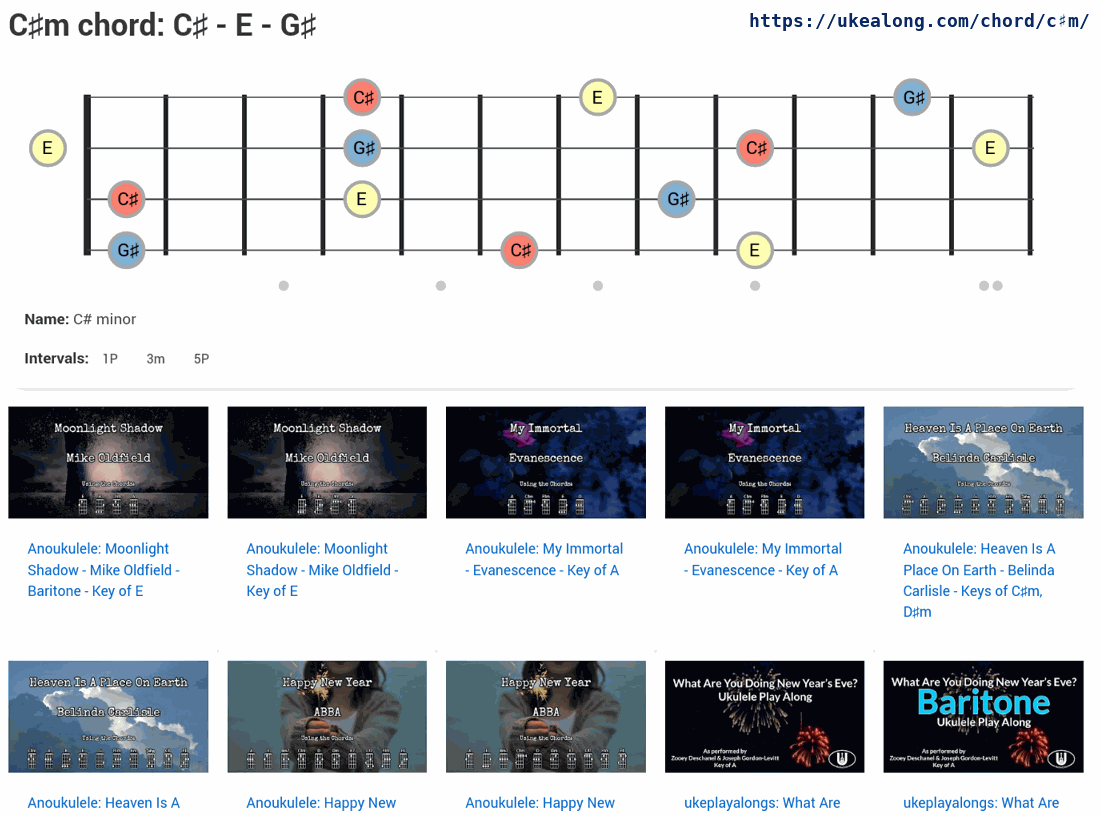 C♯m chord: C♯ - E - G♯
https://ukealong.com/chord/c♯m/
C♯ E G♯
E G♯ C♯ E
C♯ E G♯
G♯ C♯ E
Name: C# minor
Intervals: 1P 3m 5P
Moonlight Shadow
Mike Oldfield
Using the Chords:
Moonlight Shadow
Mike Oldfield
Using the Chords:
My Immortal
Evanescence
Using the Chords:
My Immortal
Evanescence
Using the Chords:
Heaven Is A Place On Earth
Belinda Carlisle
Using the Chords:
Anoukulele: Moonlight
Shadow - Mike Oldfield -
Baritone - Key of E
Anoukulele: Moonlight
Shadow - Mike Oldfield -
Key of E
Anoukulele: My Immortal
- Evanescence - Key of A
Anoukulele: My Immortal
- Evanescence - Key of A
Anoukulele: Heaven Is A
Place On Earth - Belinda
Carlisle - Keys of C♯m,
D♯m
Heaven Is A Place On Earth
Belinda Carlisle
Using the Chords:
Happy New Year
ABBA
Using the Chords:
Happy New Year
ABBA
Using the Chords:
What Are You Doing New Year's Eve?
Ukulele Play Along
As performed by
Zooey Deschanel & Joseph Gordon-Levitt
Key of A
What Are You Doing New Year's Eve?
Baritone
Ukulele Play Along
As performed by
Zooey Deschanel & Joseph Gordon-Levitt
Key of A
Anoukulele: Heaven Is A
Anoukulele: Happy New
Anoukulele: Happy New
ukeplayalongs: What Are
ukeplayalongs: What Are